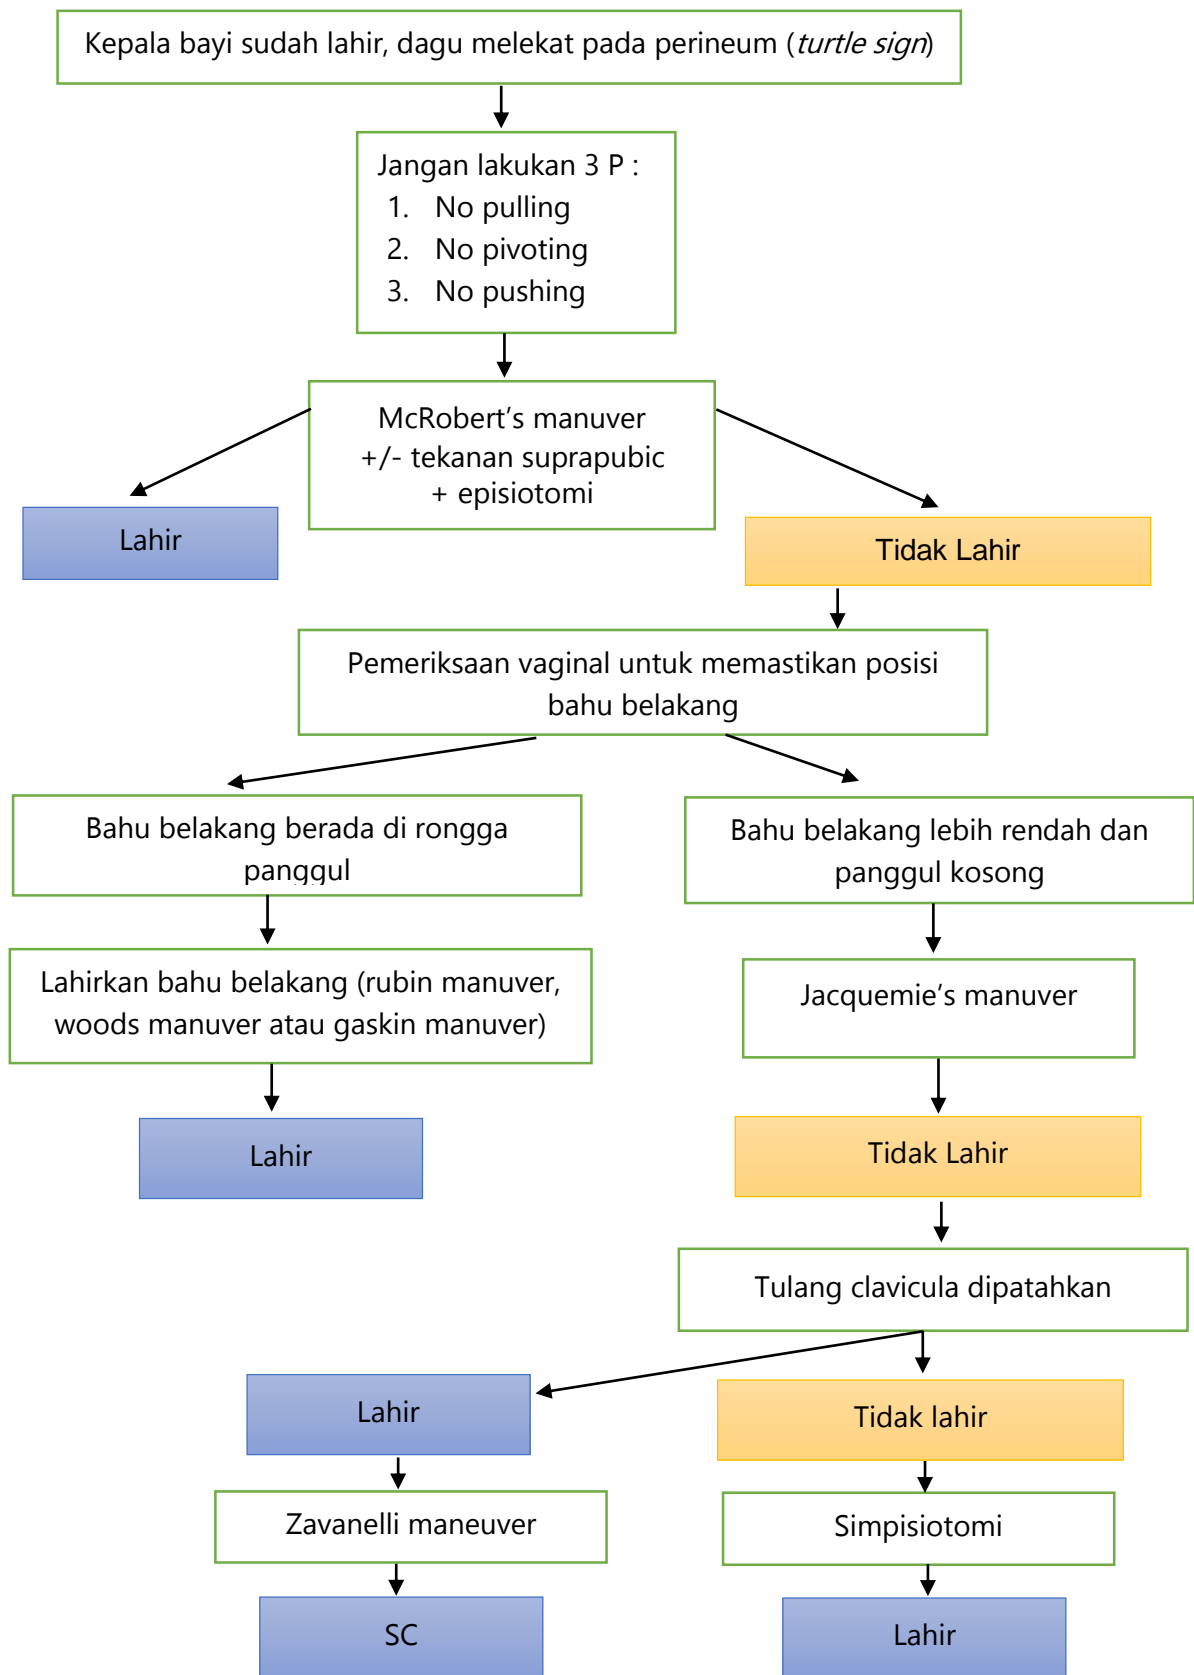 Kepala bayi sudah lahir, dagu melekat pada perineum (turtle sign)
Jangan lakukan 3 P :
1. No pulling
2. No pivoting
3. No pushing
McRobert’s manuver
+/- tekanan suprapubic
+ episiotomi
Lahir
Tidak Lahir
Pemeriksaan vaginal untuk memastikan posisi
bahu belakang
Bahu belakang berada di rongga
panggul
Bahu belakang lebih rendah dan
panggul kosong
Lahirkan bahu belakang (rubin manuver,
woods manuver atau gaskin manuver)
Jacquemie’s manuver
Lahir
Tidak Lahir
Tulang clavicula dipatahkan
Lahir
Tidak lahir
Zavanelli maneuver
Simpisiotomi
SC
Lahir